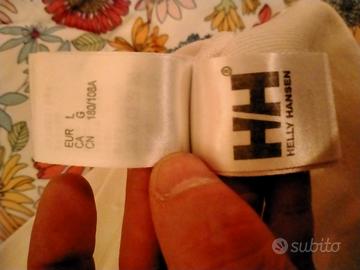 EUR L
CA G
CN 180/108A
HH
®
HELLY HANSEN
subito